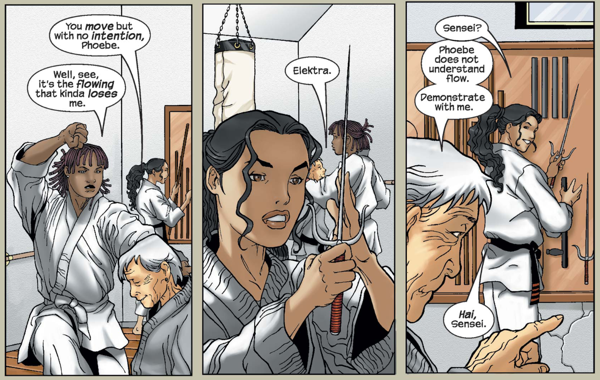 You move but
with no intention,
Phoebe.
Well, see,
it's the flowing
that kinda loses
me.
Elektra.
Sensei?
Phoebe
does not
understand
flow.
Demonstrate
with me.
Hai,
Sensei.